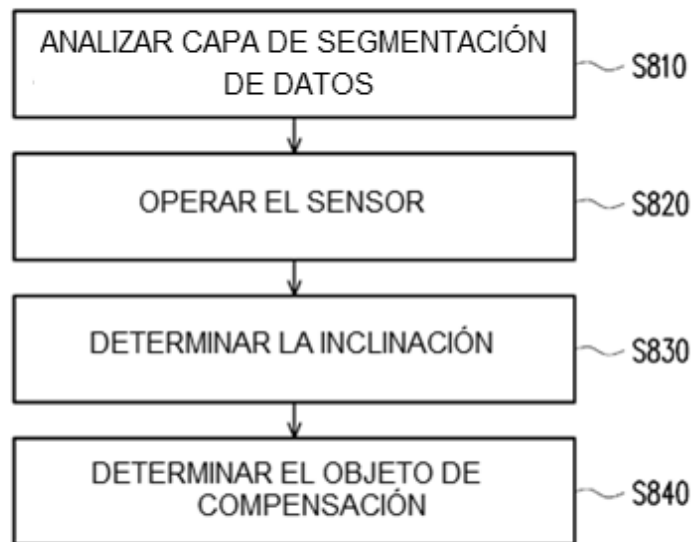 ANALIZAR CAPA DE SEGMENTACIÓN
DE DATOS
S810
OPERAR EL SENSOR
S820
DETERMINAR LA INCLINACIÓN
S830
DETERMINAR EL OBJETO DE
COMPENSACIÓN
S840